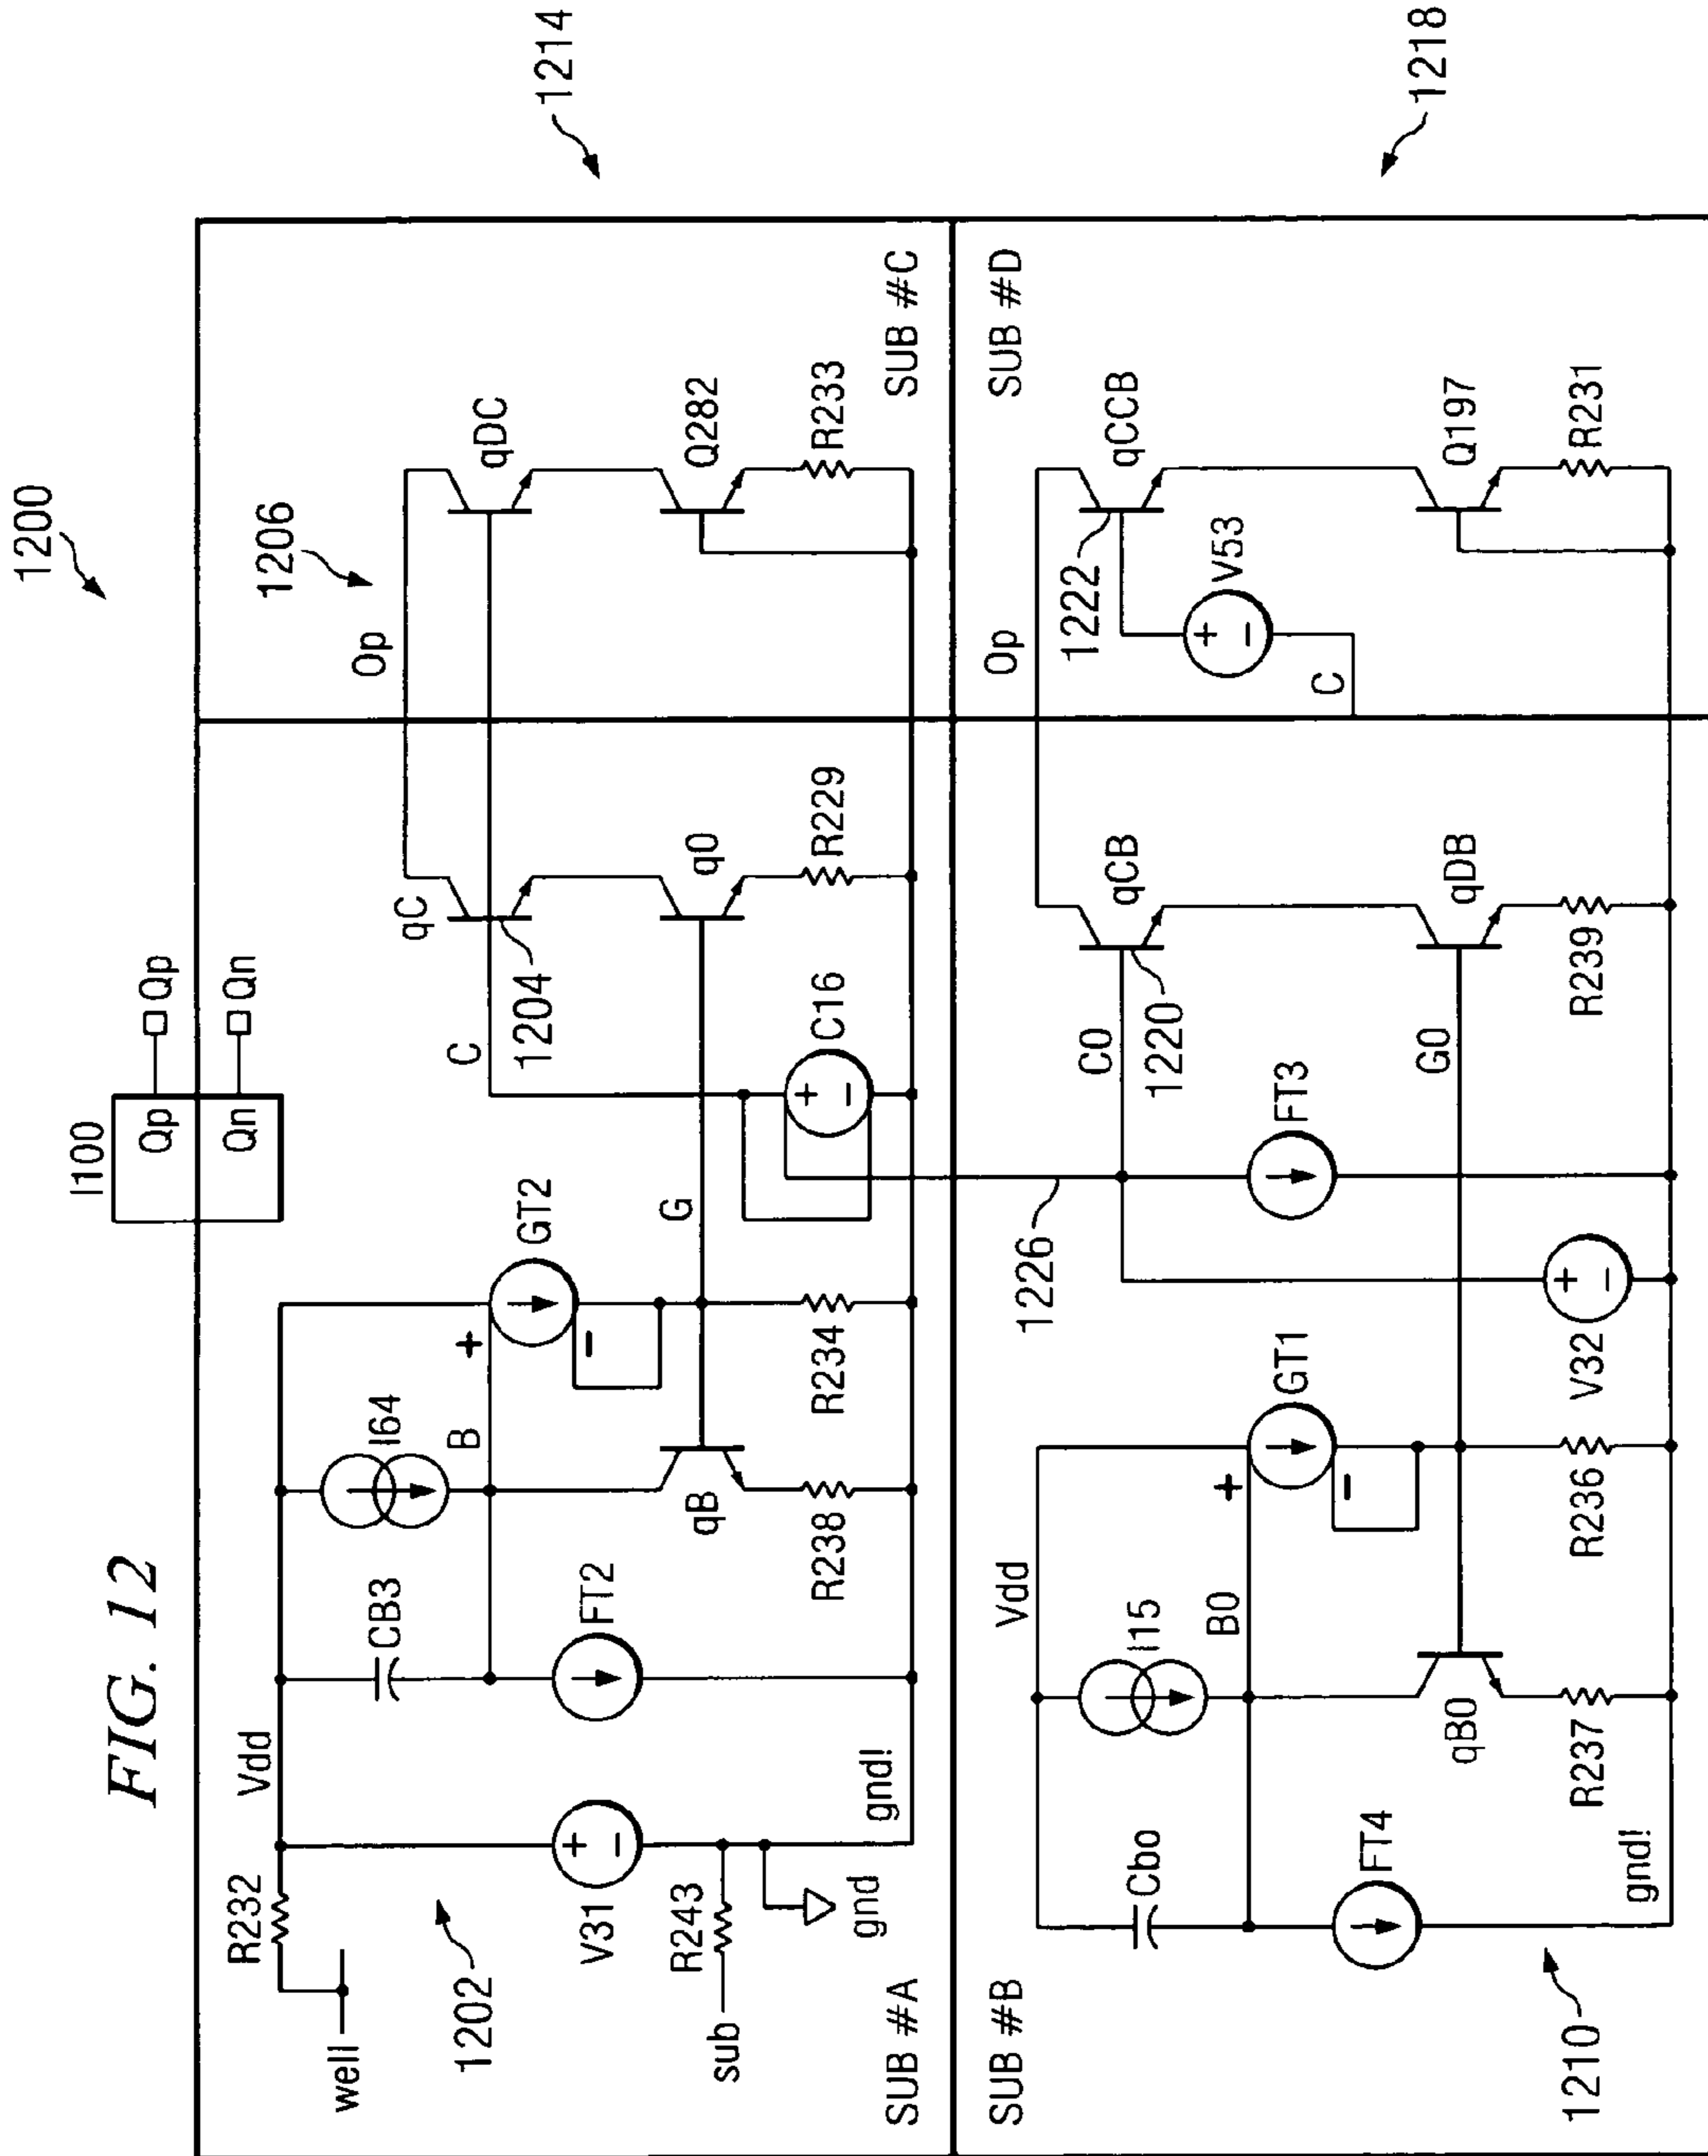 FIG. 12
1200
I100
Qp
Qn
Qp
Qn
1214
1218
1202
well
R232
Vdd
V31
R243
sub
gnd
gnd!
CB3
FT2
I64
B
qB
R238
GT2
+
-
R234
G
C
C16
+
-
qC
1204
q0
R229
Op
1206
qDC
Q282
R233
SUB #A
SUB #C
SUB #B
SUB #D
1210
Vdd
Cbo
FT4
gnd!
I15
B0
qB0
R237
GT1
+
-
R236
1226
V32
+
-
FT3
C0
G0
1220
qCB
qDB
R239
Op
1222
C
V53
+
-
qCCB
Q197
R231
+
-